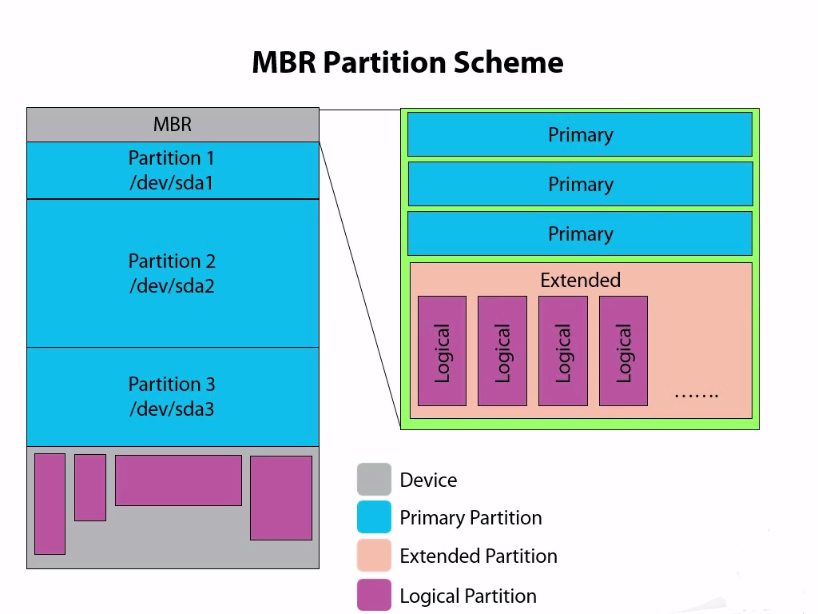 MBR Partition Scheme
MBR
Partition 1
/dev/sda1
Partition 2
/dev/sda2
Partition 3
/dev/sda3
Primary
Primary
Primary
Extended
Logical
Logical
Logical
Logical
.......
Device
Primary Partition
Extended Partition
Logical Partition